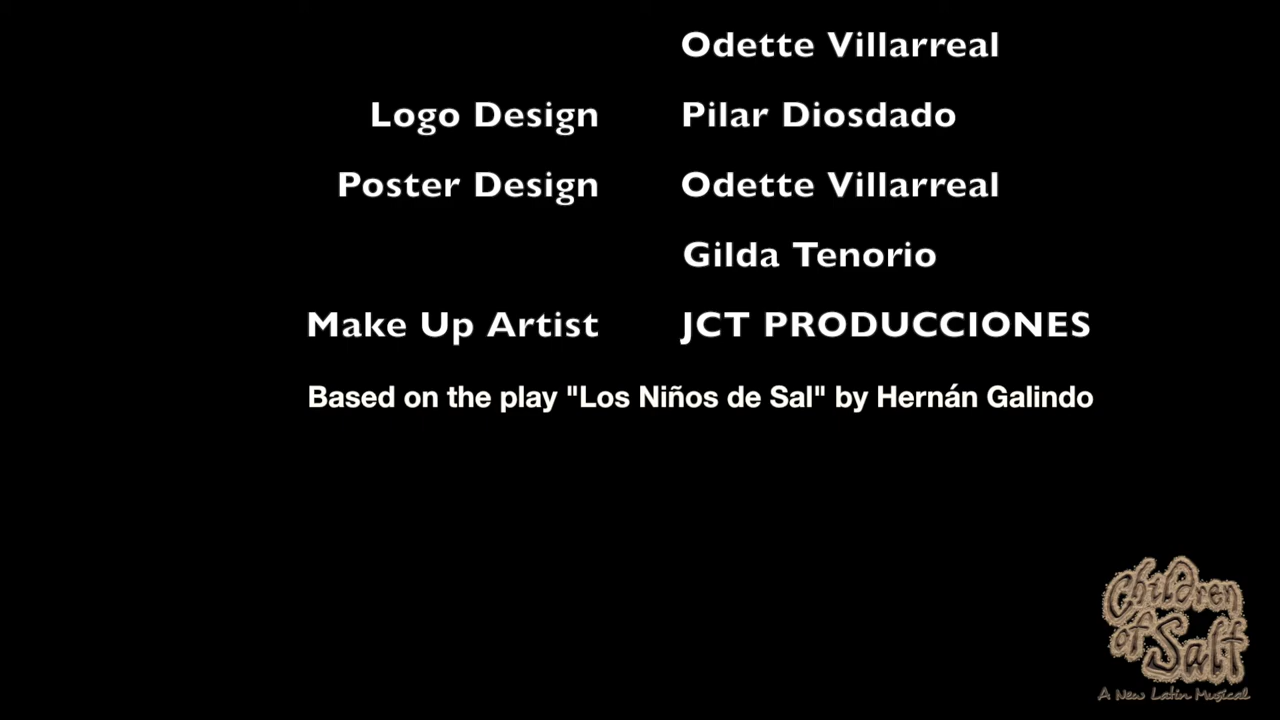 Odette Villarreal
Logo Design Pilar Diosdado
Poster Design Odette Villarreal
Gilda Tenorio
Make Up Artist JCT PRODUCCIONES
Based on the play "Los Niños de Sal" by Hernán Galindo
Children
of Salt
A New Latin Musical